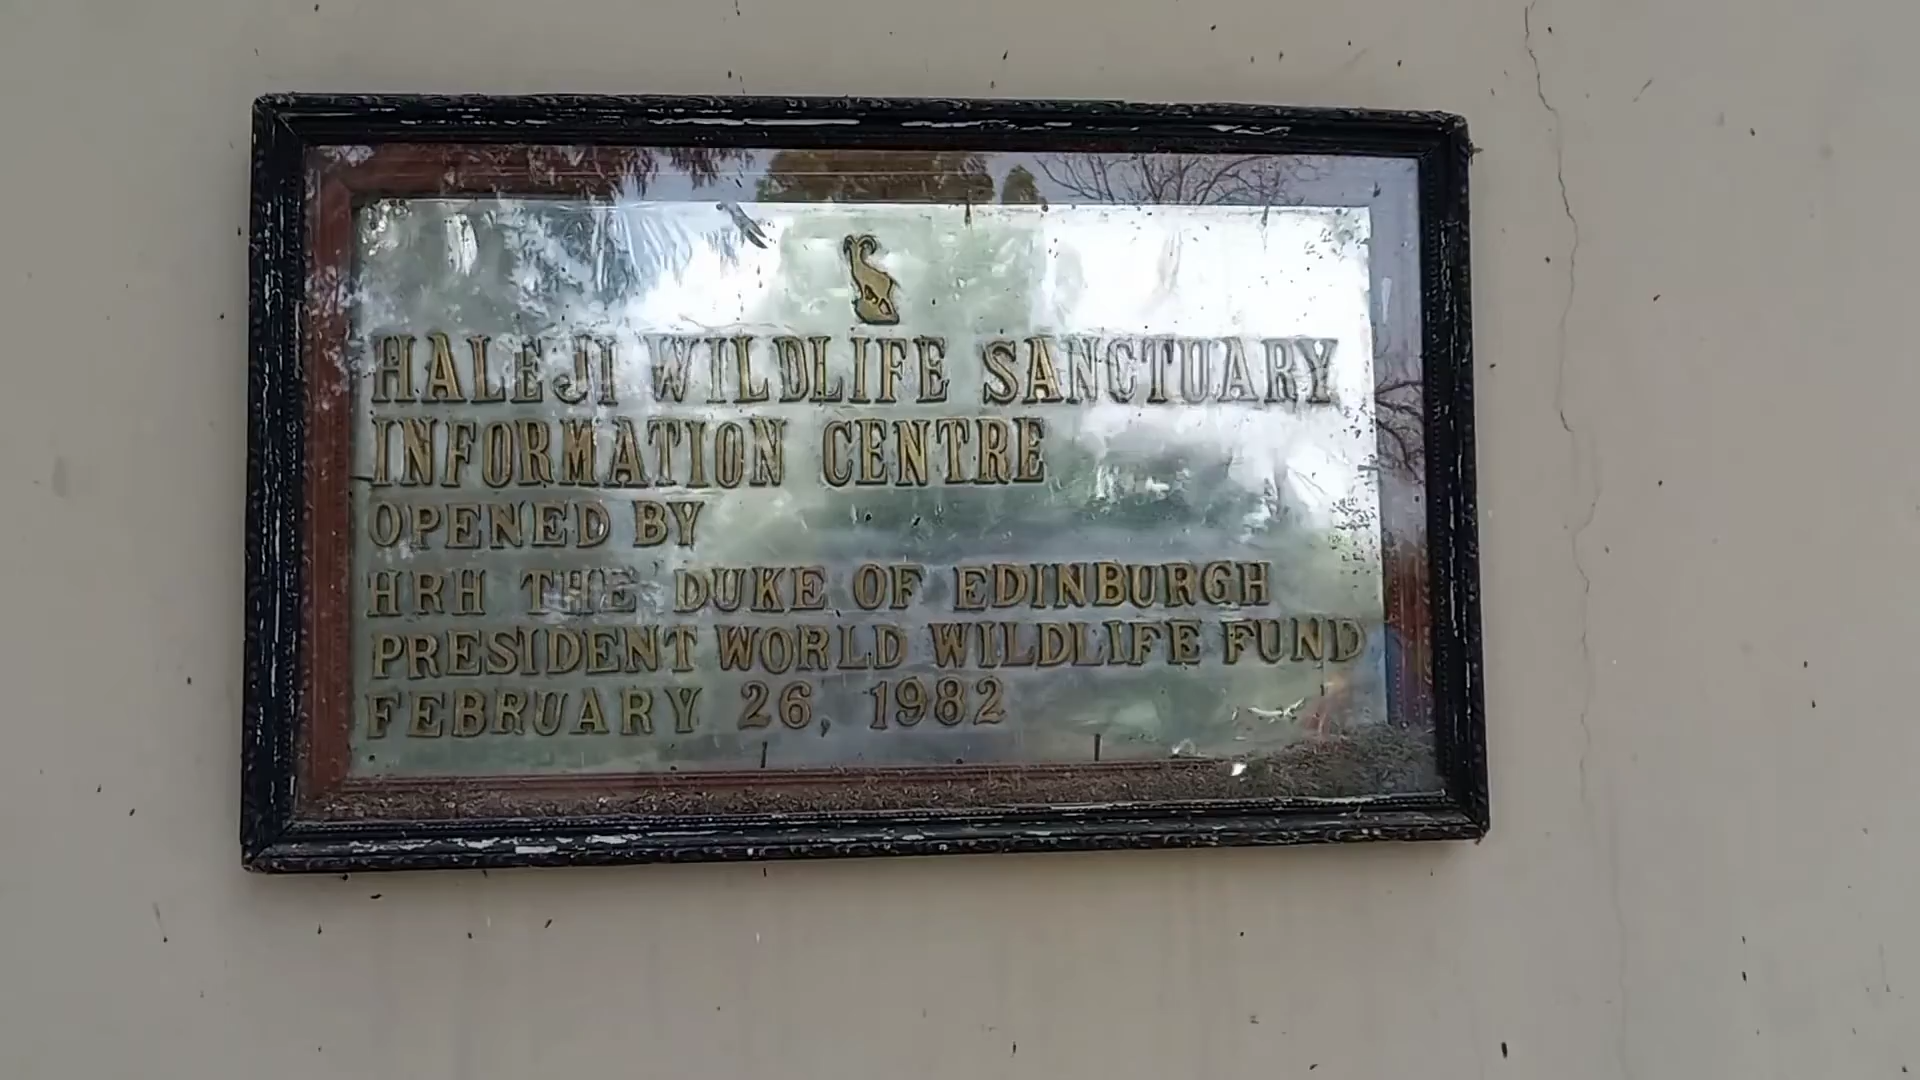 HALEJI WILDLIFE SANCTUARY
INFORMATION CENTRE
OPENED BY
HRH THE DUKE OF EDINBURGH
PRESIDENT WORLD WILDLIFE FUND
FEBRUARY 26, 1982